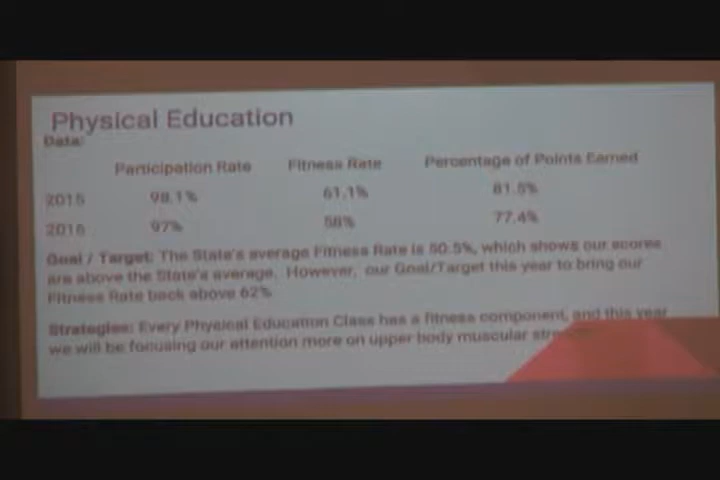 Physical Education
Data:
Participation Rate Fitness Rate Percentage of Points Earned
2015 98.1% 61.1% 81.5%
2016 97% 58% 77.4%
Goal / Target: The State's average Fitness Rate is 50.5%, which shows our scores
are above the State's average. However, our Goal/Target this year to bring our
Fitness Rate back above 62%
Strategies: Every Physical Education Class has a fitness component, and this year
we will be focusing our attention more on upper body muscular